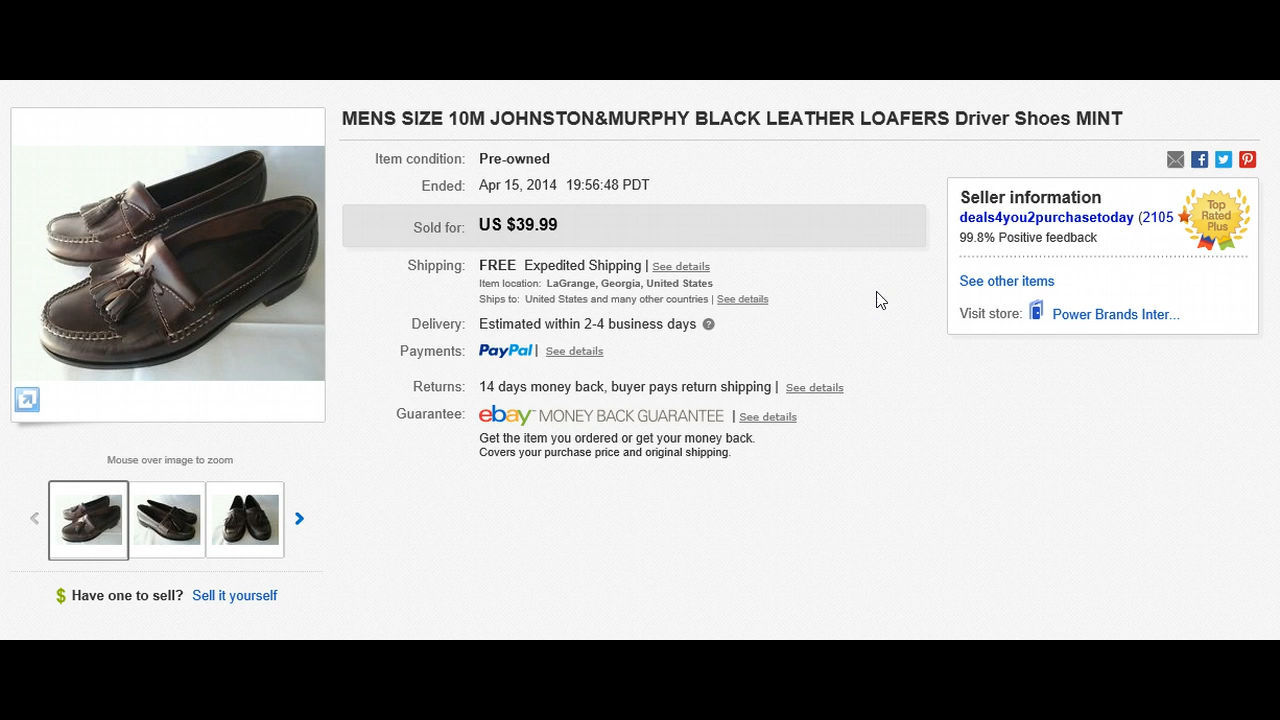 MENS SIZE 10M JOHNSTON&MURPHY BLACK LEATHER LOAFERS Driver Shoes MINT
Item condition: Pre-owned
Ended: Apr 15, 2014 19:56:48 PDT
Sold for: US $39.99
Shipping: FREE Expedited Shipping | See details
Item location: LaGrange, Georgia, United States
Ships to: United States and many other countries | See details
Delivery: Estimated within 2-4 business days ?
Payments: PayPal | See details
Returns: 14 days money back, buyer pays return shipping | See details
Guarantee: ebay MONEY BACK GUARANTEE | See details
Get the item you ordered or get your money back.
Covers your purchase price and original shipping.
Seller information
deals4you2purchasetoday (2105
99.8% Positive feedback
Top
Rated
Plus
See other items
Visit store: Power Brands Inter...
Mouse over image to zoom
$ Have one to sell? Sell it yourself